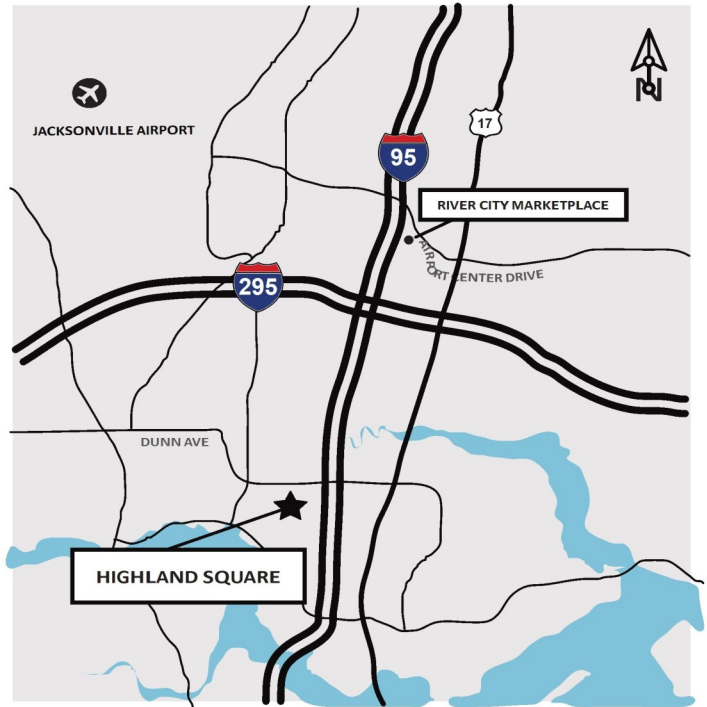 JACKSONVILLE AIRPORT
N
17
95
RIVER CITY MARKETPLACE
AIRPORT CENTER DRIVE
295
DUNN AVE
HIGHLAND SQUARE